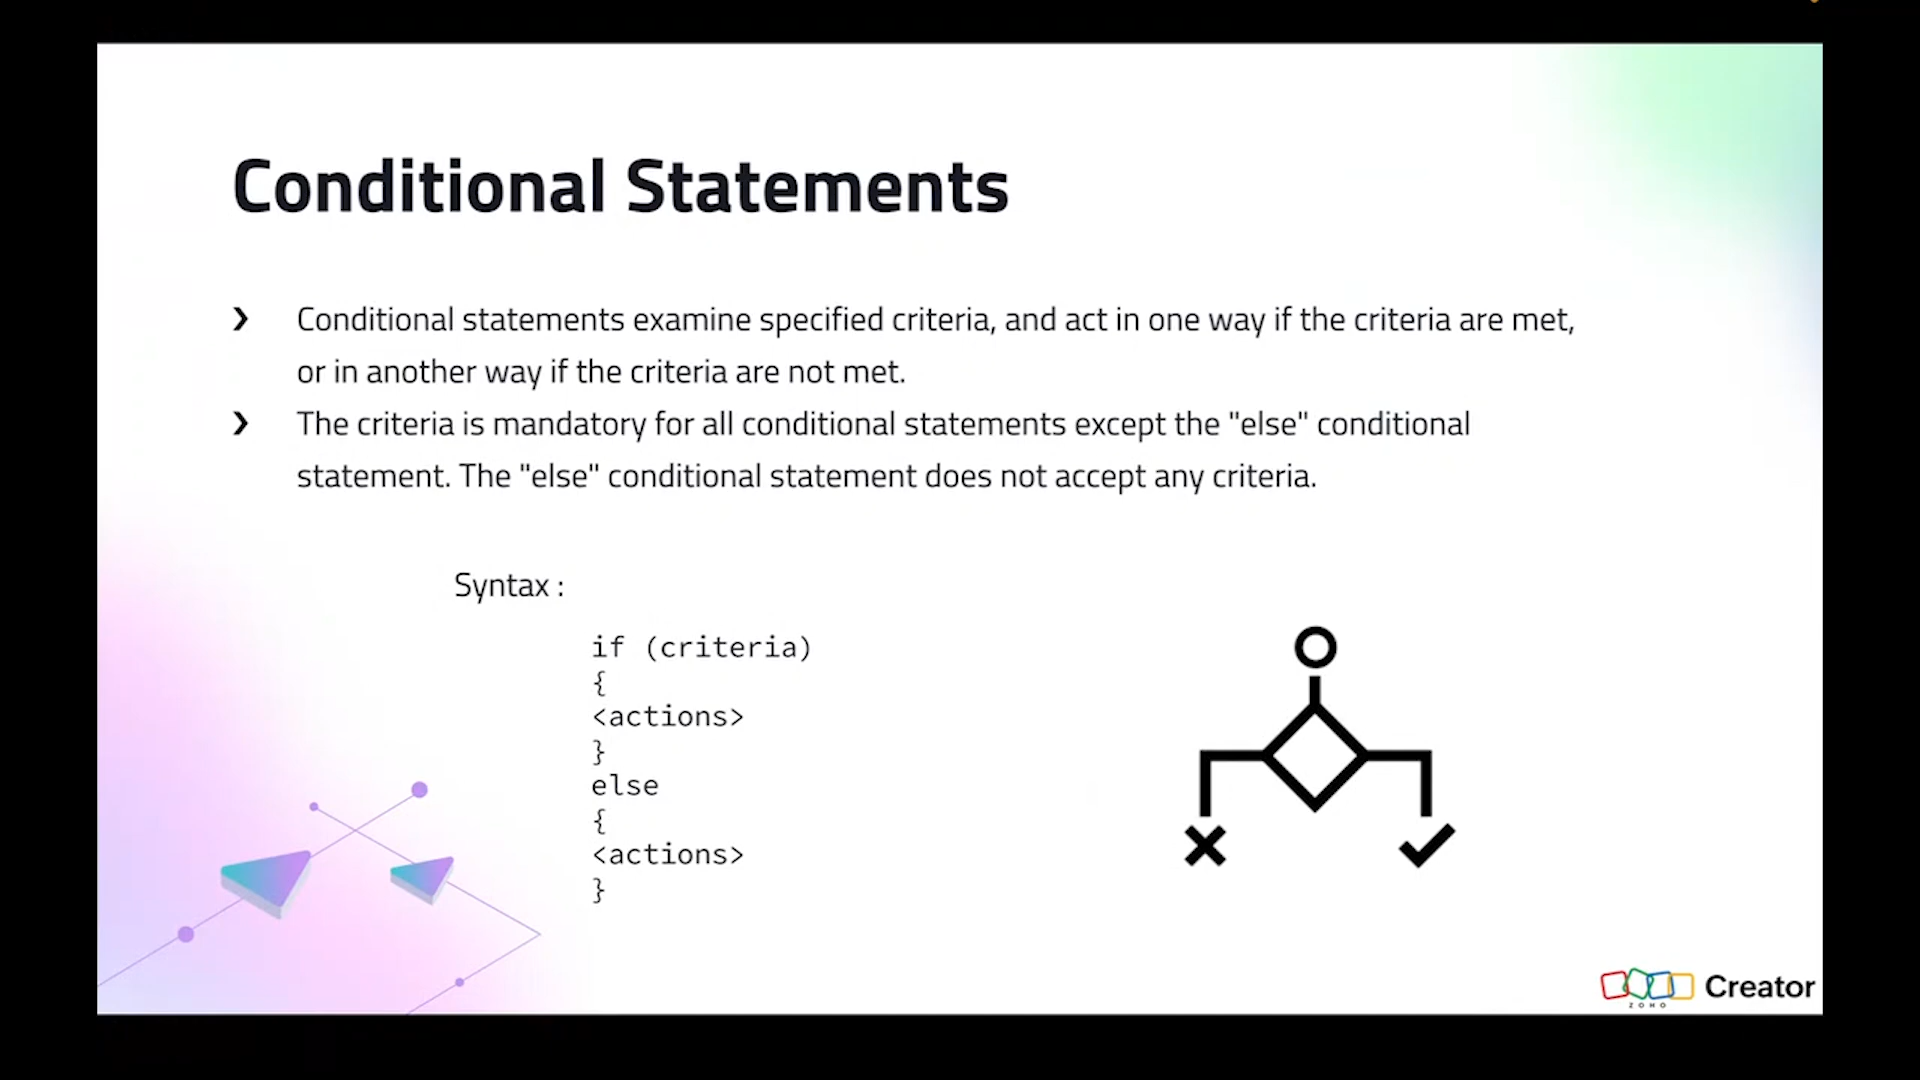 Conditional Statements
Conditional statements examine specified criteria, and act in one way if the criteria are met,
or in another way if the criteria are not met.
The criteria is mandatory for all conditional statements except the "else" conditional
statement. The "else" conditional statement does not accept any criteria.
Syntax :
if (criteria)
{
<actions>
}
else
{
<actions>
}
ZOHO
Creator